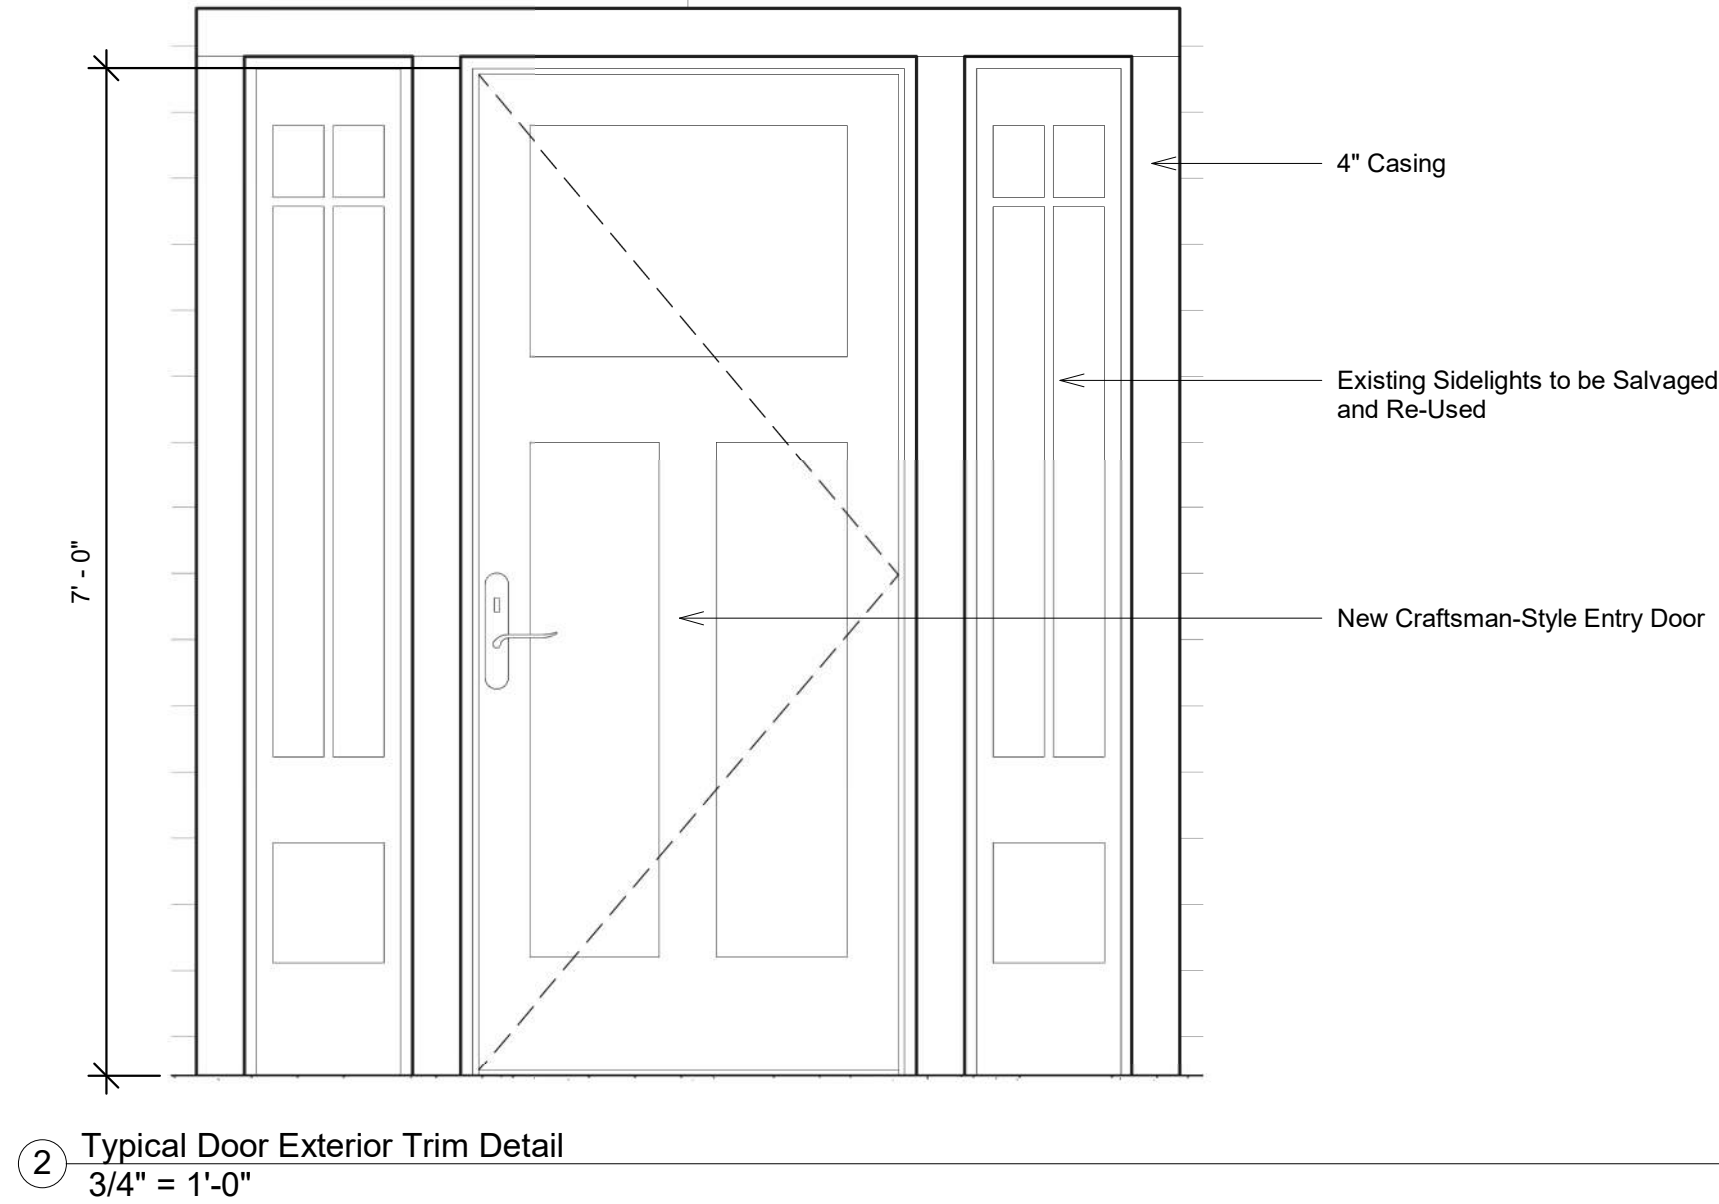 4" Casing
Existing Sidelights to be Salvaged
and Re-Used
7' - 0"
New Craftsman-Style Entry Door
2
Typical Door Exterior Trim Detail
3/4" = 1'-0"